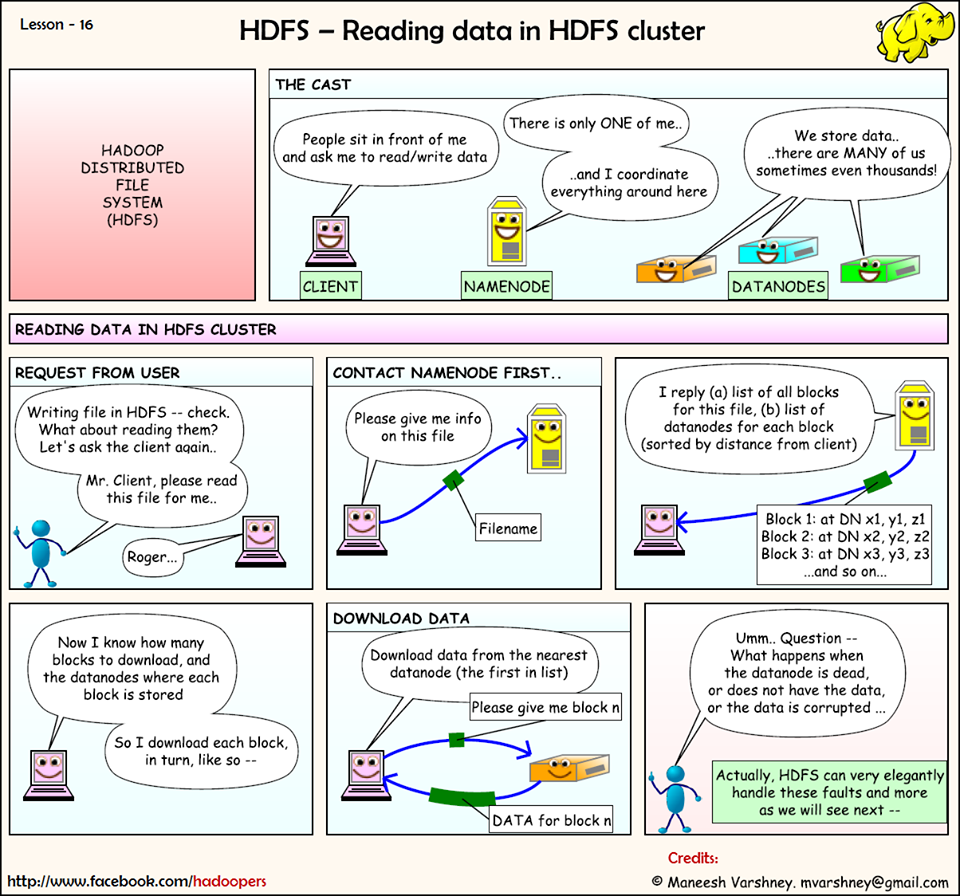 Lesson - 16
HDFS – Reading data in HDFS cluster
HADOOP
DISTRIBUTED
FILE
SYSTEM
(HDFS)
THE CAST
People sit in front of me
and ask me to read/write data
There is only ONE of me..
..and I coordinate
everything around here
We store data..
..there are MANY of us
sometimes even thousands!
CLIENT
NAMENODE
DATANODES
READING DATA IN HDFS CLUSTER
REQUEST FROM USER
Writing file in HDFS -- check.
What about reading them?
Let's ask the client again..
Mr. Client, please read
this file for me..
Roger...
CONTACT NAMENODE FIRST..
Please give me info
on this file
Filename
I reply (a) list of all blocks
for this file, (b) list of
datanodes for each block
(sorted by distance from client)
Block 1: at DN x1, y1, z1
Block 2: at DN x2, y2, z2
Block 3: at DN x3, y3, z3
...and so on...
Now I know how many
blocks to download, and
the datanodes where each
block is stored
So I download each block,
in turn, like so --
DOWNLOAD DATA
Download data from the nearest
datanode (the first in list)
Please give me block n
DATA for block n
Umm.. Question --
What happens when
the datanode is dead,
or does not have the data,
or the data is corrupted ...
Actually, HDFS can very elegantly
handle these faults and more
as we will see next --
http://www.facebook.com/hadoopers
Credits:
© Maneesh Varshney. mvarshney@gmail.com